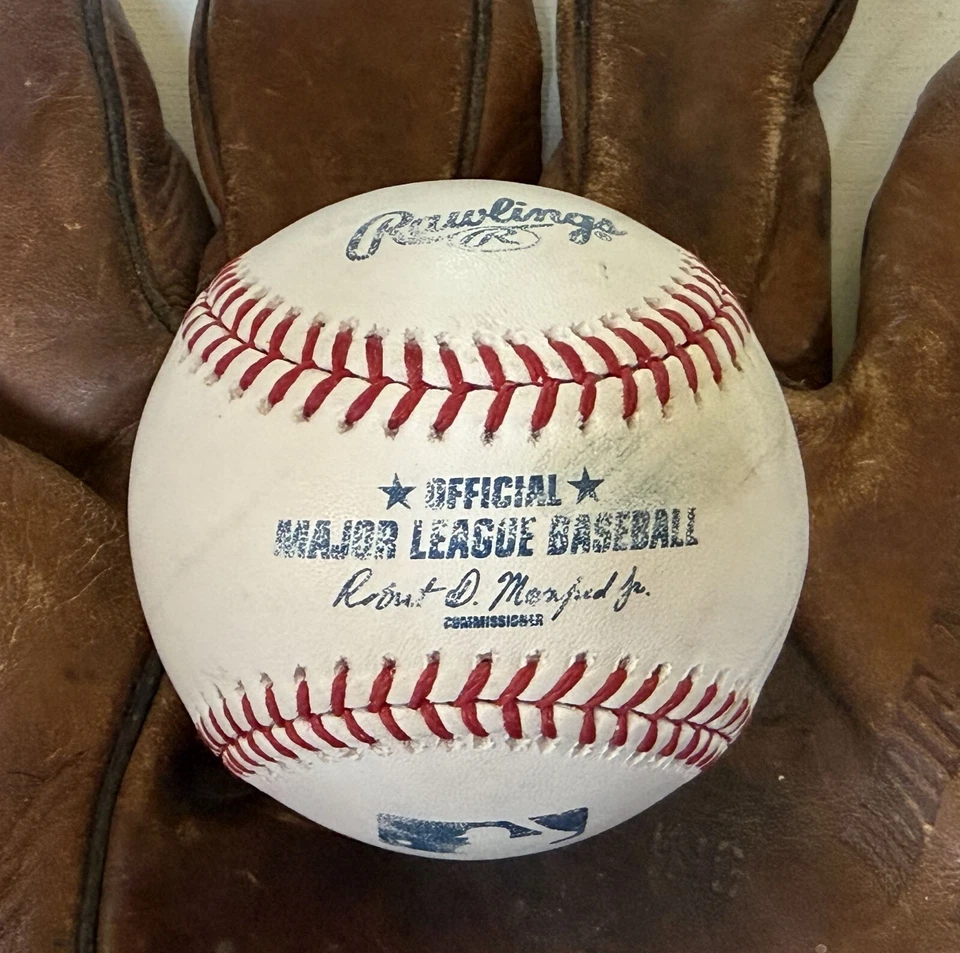 Rawlings®
R
★ OFFICIAL ★
MAJOR LEAGUE BASEBALL
Robert D. Manfred Jr.
COMMISSIONER